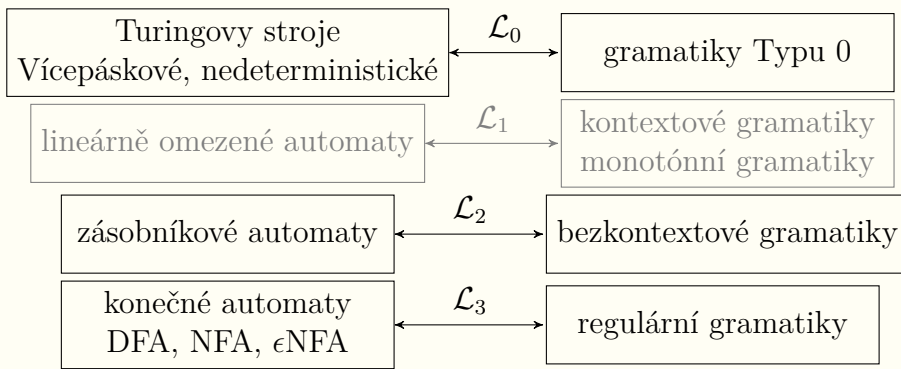 Turingovy stroje
Vícepáskové, nedeterministické
ℒ₀
gramatiky Typu 0
lineárně omezené automaty
ℒ₁
kontextové gramatiky
monotónní gramatiky
zásobníkové automaty
ℒ₂
bezkontextové gramatiky
konečné automaty
DFA, NFA, ϵNFA
ℒ₃
regulární gramatiky